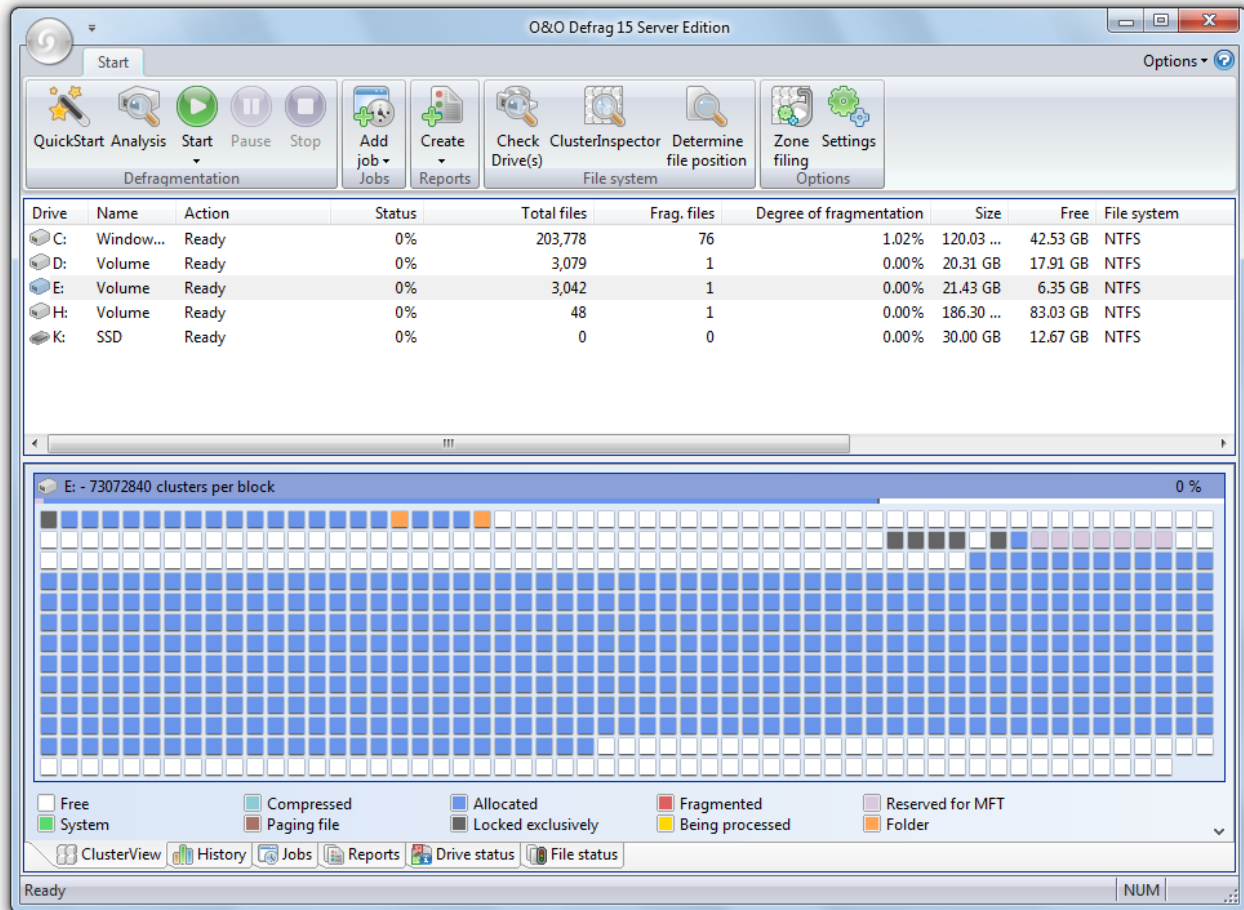 O&O Defrag 15 Server Edition
Start
Options
QuickStart Analysis Start Pause Stop
Defragmentation
Add job
Jobs
Create
Reports
Check Drive(s) ClusterInspector Determine file position
File system
Zone filing Settings
Options
Drive Name Action Status Total files Frag. files Degree of fragmentation Size Free File system
C: Window... Ready 0% 203,778 76 1.02% 120.03 ... 42.53 GB NTFS
D: Volume Ready 0% 3,079 1 0.00% 20.31 GB 17.91 GB NTFS
E: Volume Ready 0% 3,042 1 0.00% 21.43 GB 6.35 GB NTFS
H: Volume Ready 0% 48 1 0.00% 186.30 ... 83.03 GB NTFS
K: SSD Ready 0% 0 0 0.00% 30.00 GB 12.67 GB NTFS
E: - 73072840 clusters per block 0 %
Free Compressed Allocated Fragmented Reserved for MFT
System Paging file Locked exclusively Being processed Folder
ClusterView History Jobs Reports Drive status File status
Ready NUM